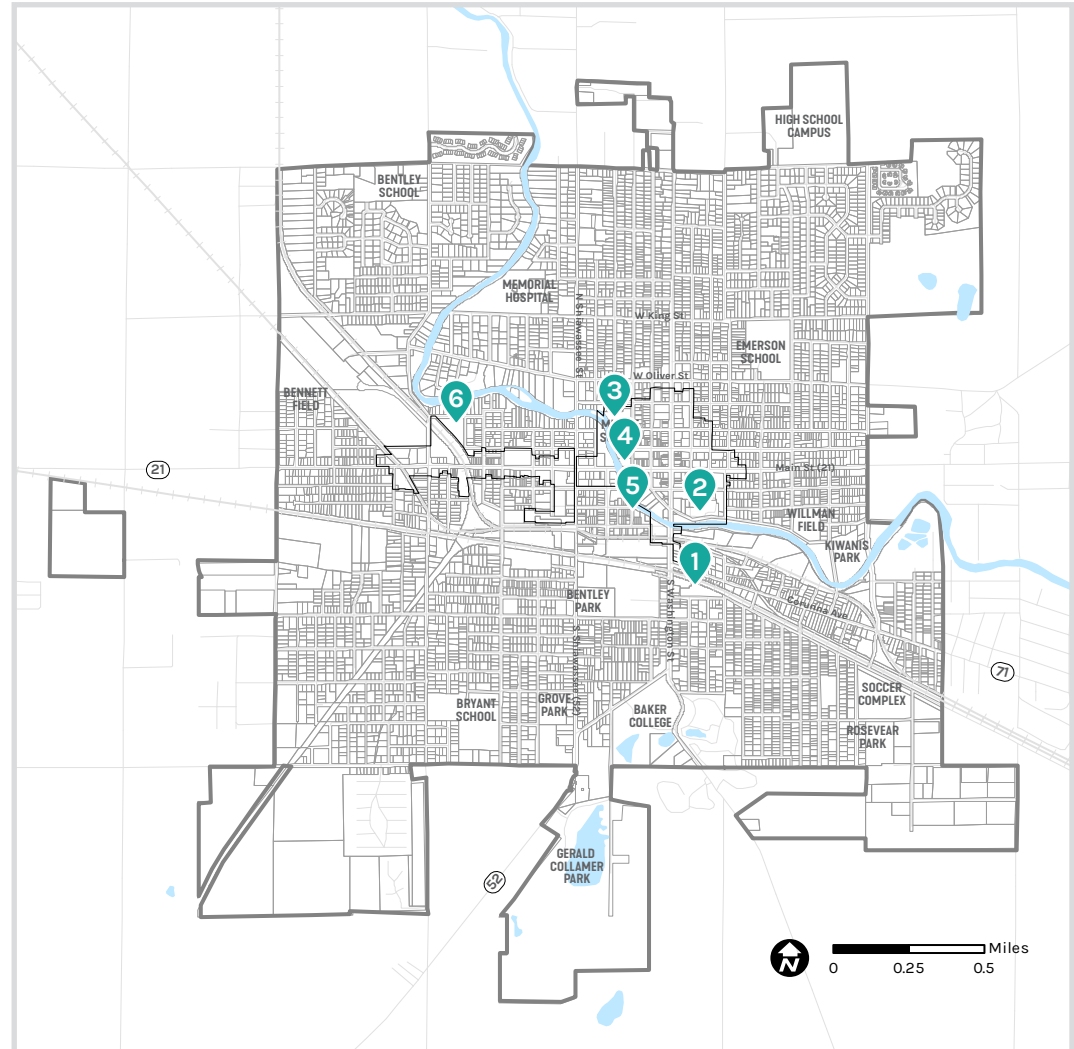 HIGH SCHOOL
CAMPUS
BENTLEY
SCHOOL
MEMORIAL
HOSPITAL
N Shiawassee St
W King St
EMERSON
SCHOOL
W Oliver St
BENNETT
FIELD
6
3
4
21
Main St (21)
5
2
WILLMAN
FIELD
KIWANIS
PARK
1
BENTLEY
PARK
S Washington St
Corunna Ave
S Shiawassee (52)
71
SOCCER
COMPLEX
BRYANT
SCHOOL
GROVE
PARK
BAKER
COLLEGE
ROSEVEAR
PARK
GERALD
COLLAMER
PARK
52
N
Miles
0 0.25 0.5